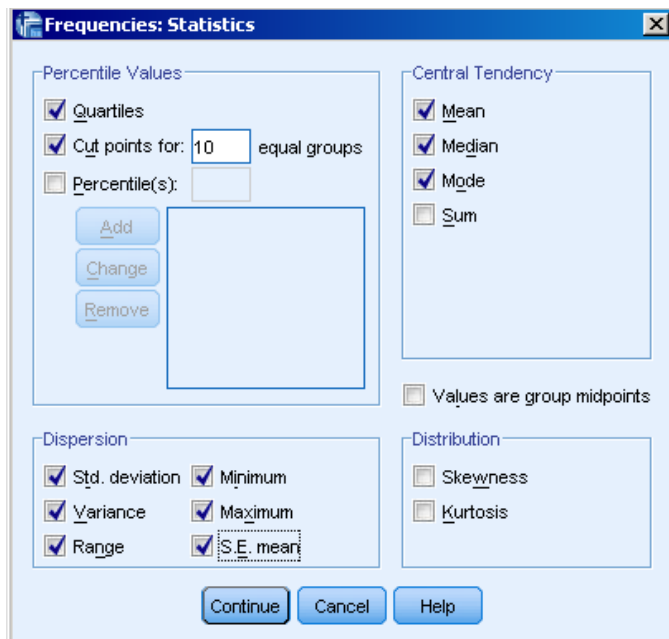 Frequencies: Statistics
Percentile Values
Quartiles
Cut points for: 10 equal groups
Percentile(s):
Add
Change
Remove
Central Tendency
Mean
Median
Mode
Sum
Values are group midpoints
Dispersion
Std. deviation Minimum
Variance Maximum
Range S.E. mean
Distribution
Skewness
Kurtosis
Continue Cancel Help